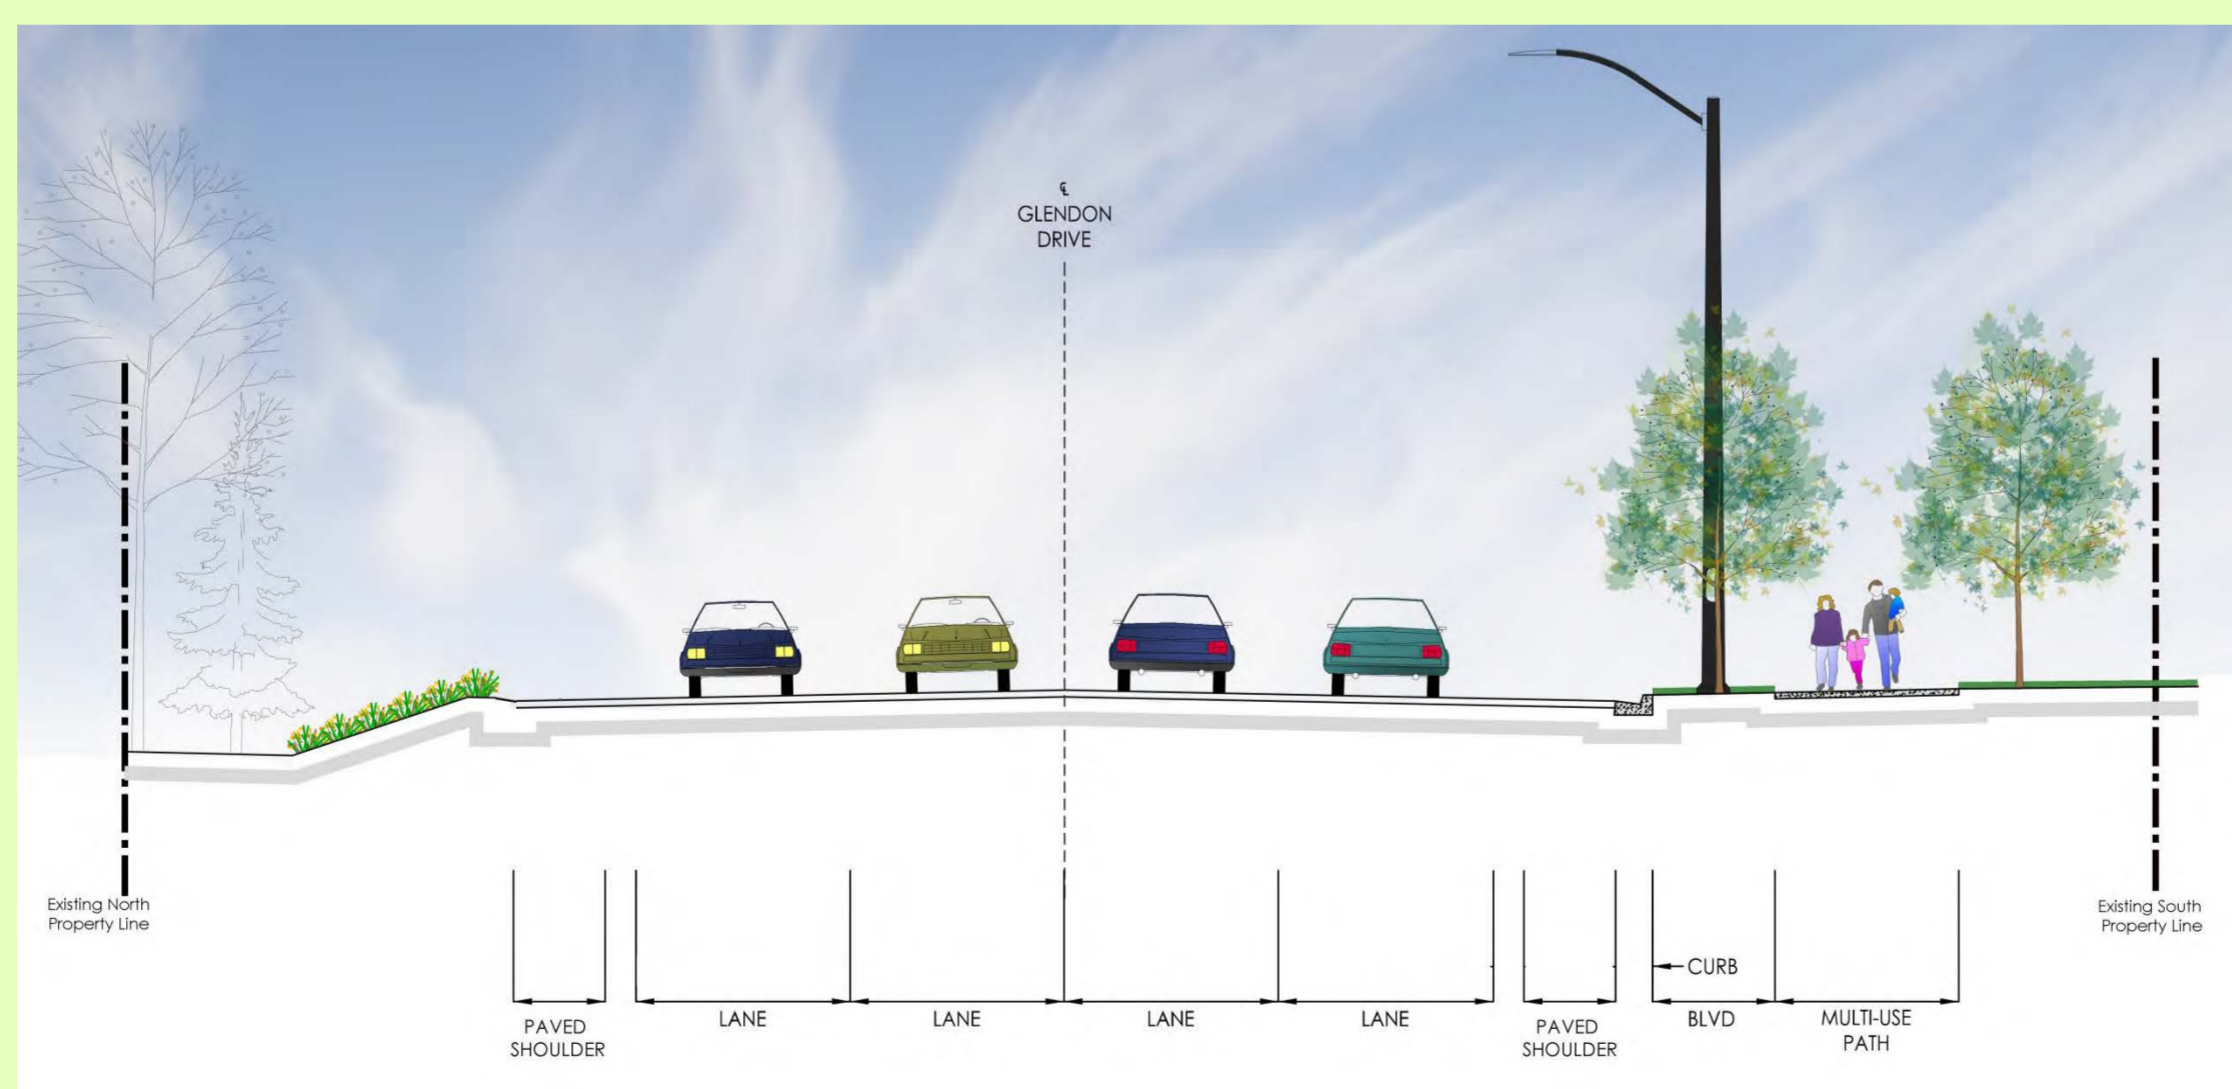 ℄
GLENDON
DRIVE
Existing North
Property Line
Existing South
Property Line
CURB
PAVED
SHOULDER
LANE
LANE
LANE
LANE
PAVED
SHOULDER
BLVD
MULTI-USE
PATH